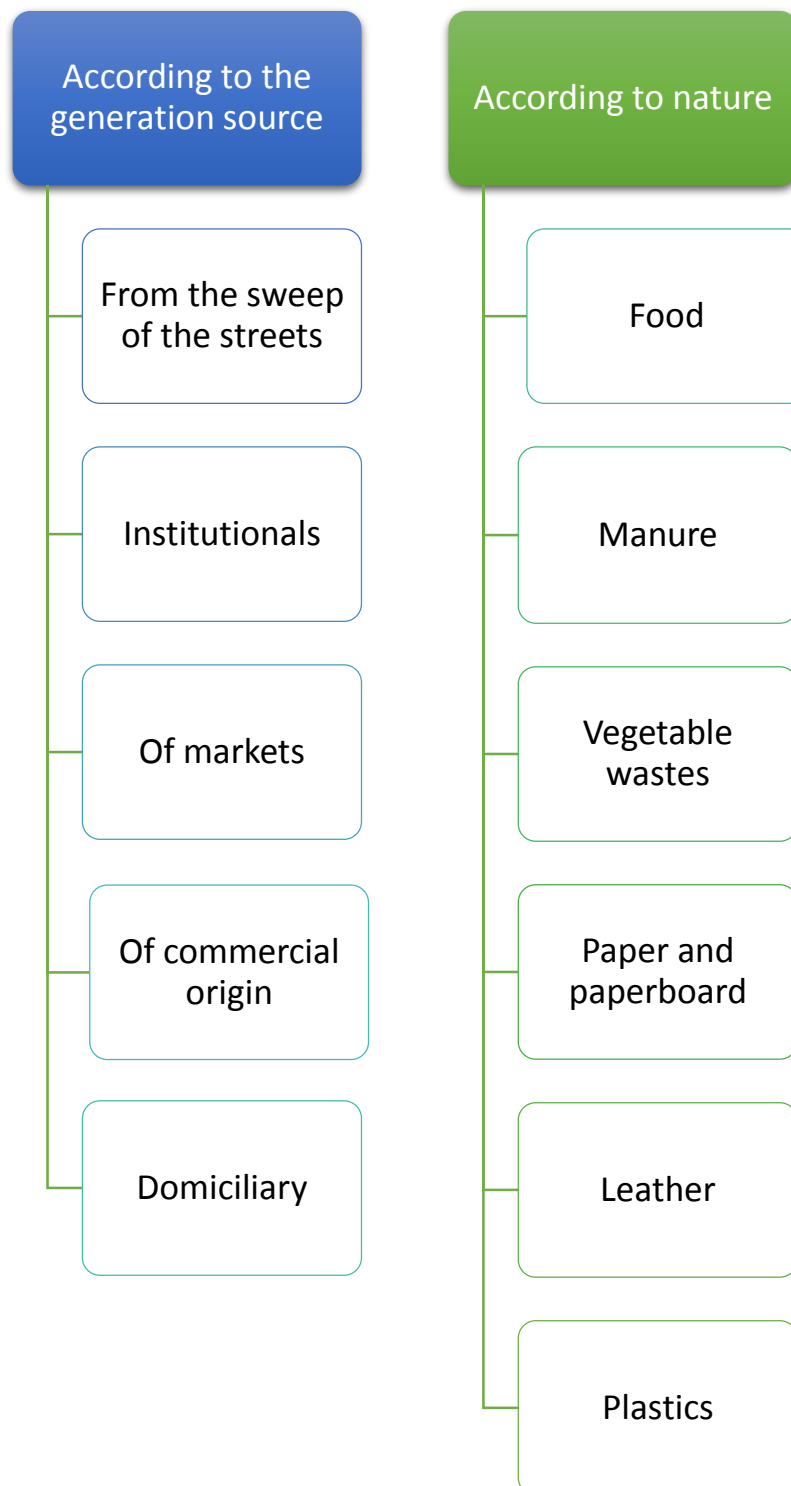 According to the
generation source
From the sweep
of the streets
Institutionals
Of markets
Of commercial
origin
Domiciliary
According to nature
Food
Manure
Vegetable
wastes
Paper and
paperboard
Leather
Plastics